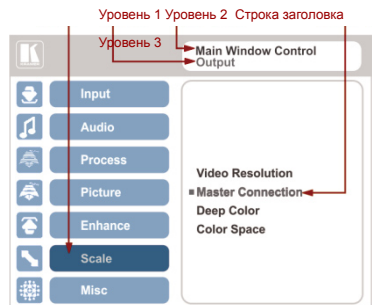 Уровень 1 Уровень 2 Строка заголовка
Уровень 3
Main Window Control
Output
Input
Audio
Process
Picture
Enhance
Scale
Misc
Video Resolution
Master Connection
Deep Color
Color Space